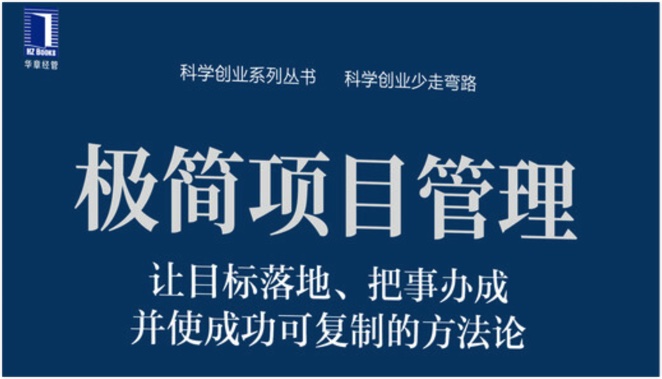 HZ BOOKS
华章经管
科学创业系列丛书 科学创业少走弯路
极简项目管理
让目标落地、把事办成
并使成功可复制的方法论